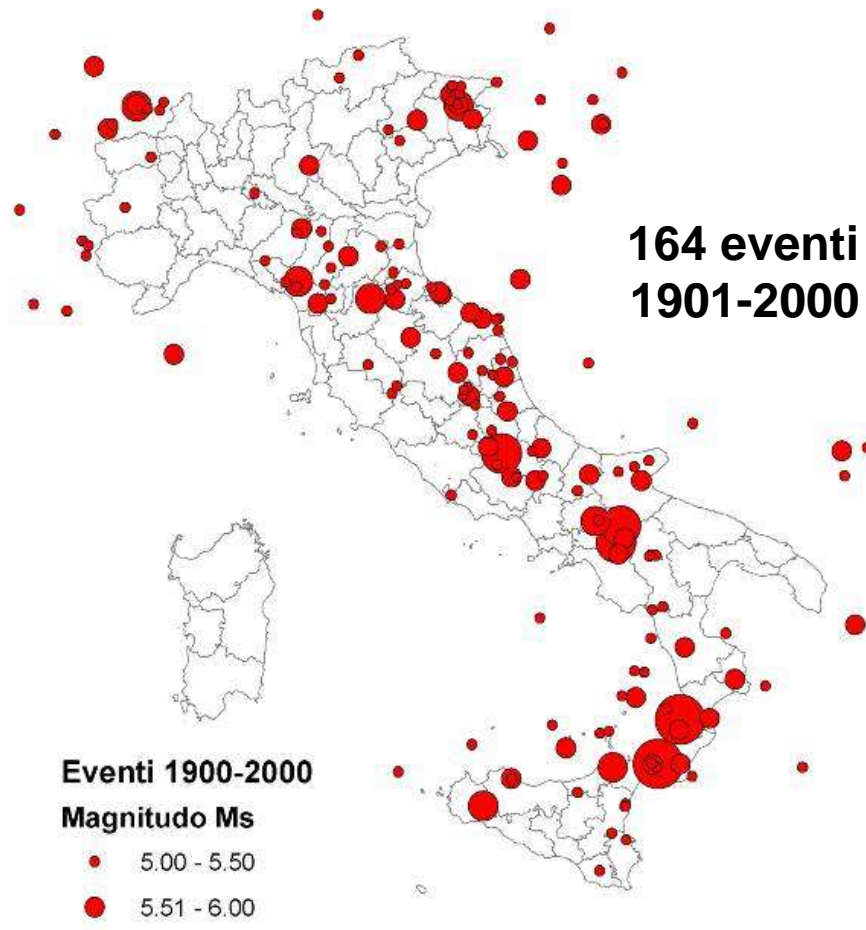 164 eventi
1901-2000
Eventi 1900-2000
Magnitudo Ms
5.00 - 5.50
5.51 - 6.00